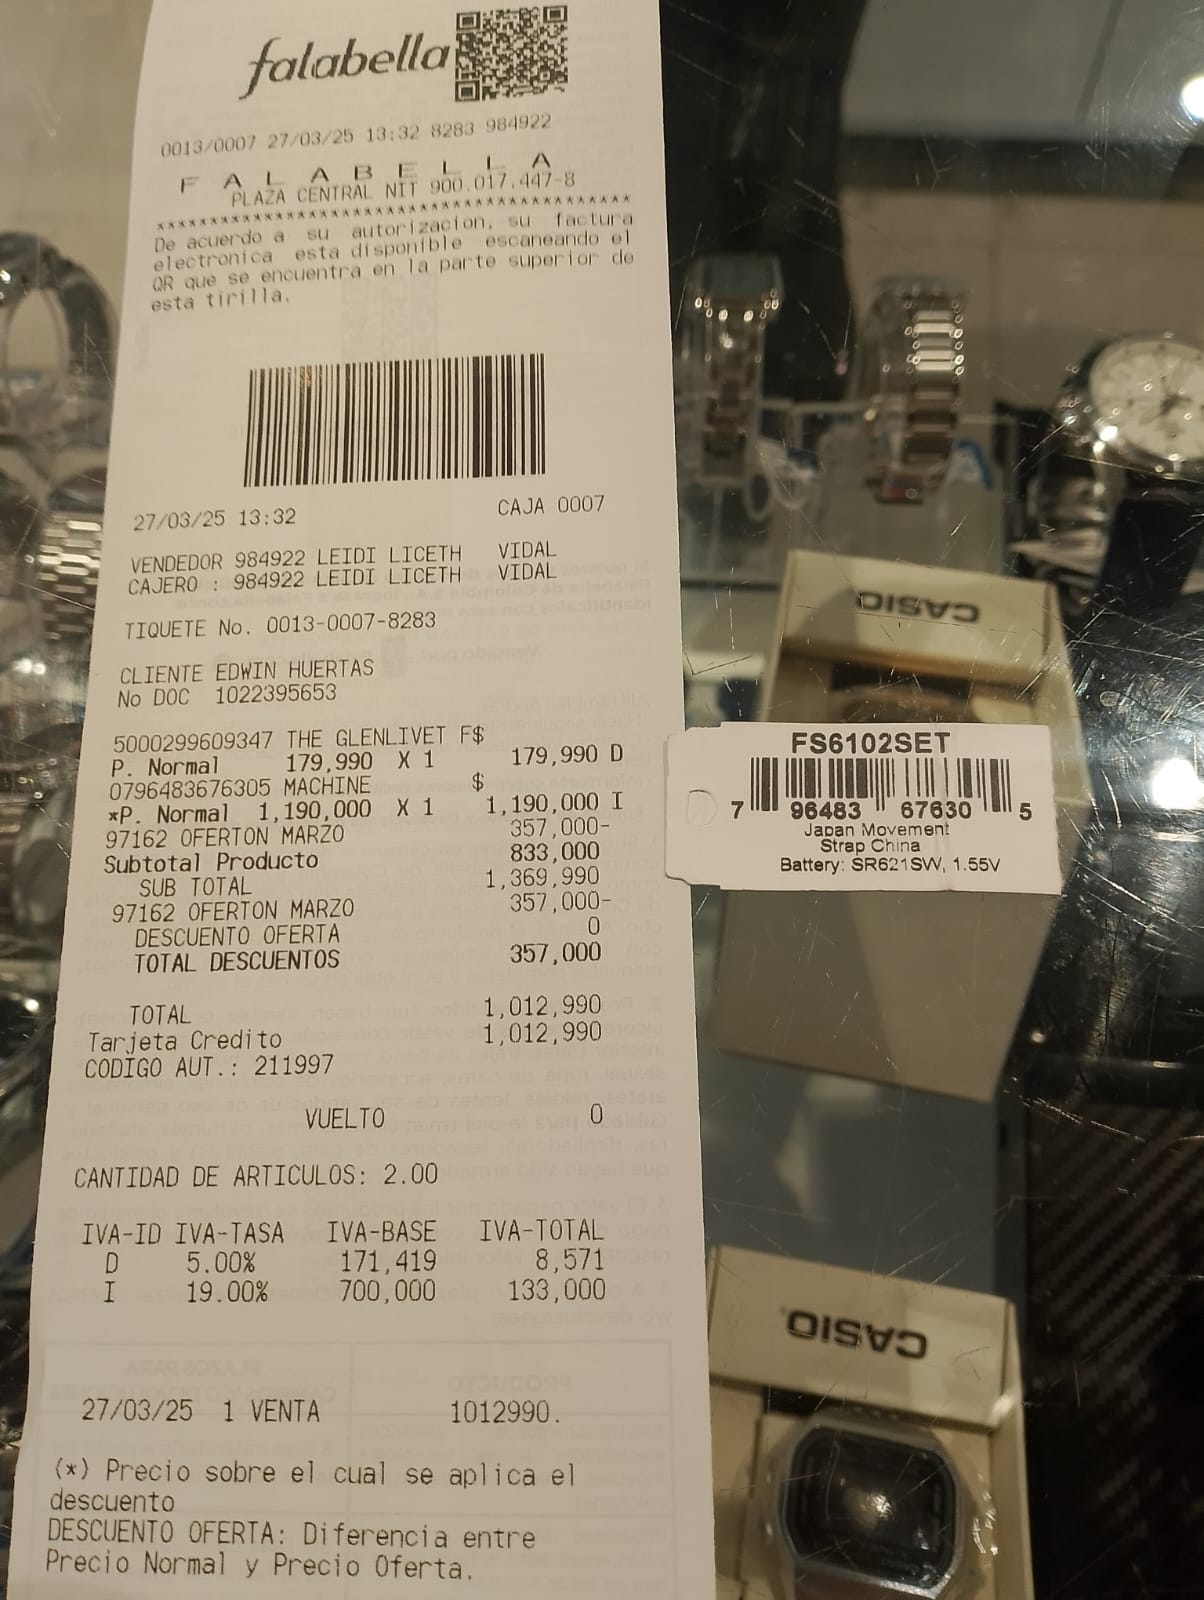 falabella
0013/0007 27/03/25 13:32 8283 984922
F A L A B E L L A
PLAZA CENTRAL NIT 900.017.447-8
****************************************
De acuerdo a su autorizacion, su factura
electronica esta disponible escaneando el
QR que se encuentra en la parte superior de
esta tirilla.
27/03/25 13:32 CAJA 0007
VENDEDOR 984922 LEIDI LICETH VIDAL
CAJERO : 984922 LEIDI LICETH VIDAL
TIQUETE No. 0013-0007-8283
CLIENTE EDWIN HUERTAS
No DOC 1022395653
5000299609347 THE GLENLIVET F$
P. Normal 179,990 X 1 179,990 D
0796483676305 MACHINE $
*P. Normal 1,190,000 X 1 1,190,000 I
97162 OFERTON MARZO 357,000-
Subtotal Producto 833,000
SUB TOTAL 1,369,990
97162 OFERTON MARZO 357,000-
DESCUENTO OFERTA 0
TOTAL DESCUENTOS 357,000
TOTAL 1,012,990
Tarjeta Credito 1,012,990
CODIGO AUT.: 211997
VUELTO 0
CANTIDAD DE ARTICULOS: 2.00
IVA-ID IVA-TASA IVA-BASE IVA-TOTAL
D 5.00% 171,419 8,571
I 19.00% 700,000 133,000
27/03/25 1 VENTA 1012990.
(*) Precio sobre el cual se aplica el
descuento
DESCUENTO OFERTA: Diferencia entre
Precio Normal y Precio Oferta.
CASIO
FS6102SET
7 96483 67630 5
Japan Movement
Strap China
Battery: SR621SW, 1.55V
CASIO